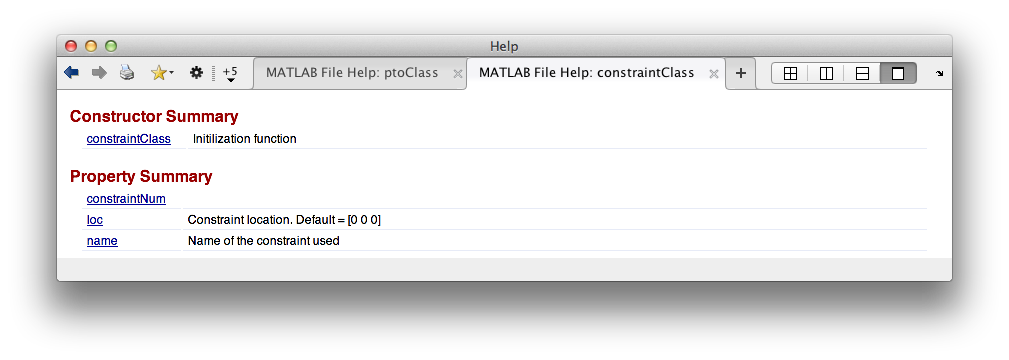 Help
+5 MATLAB File Help: ptoClass MATLAB File Help: constraintClass +
Constructor Summary
constraintClass Initilization function
Property Summary
constraintNum
loc Constraint location. Default = [0 0 0]
name Name of the constraint used